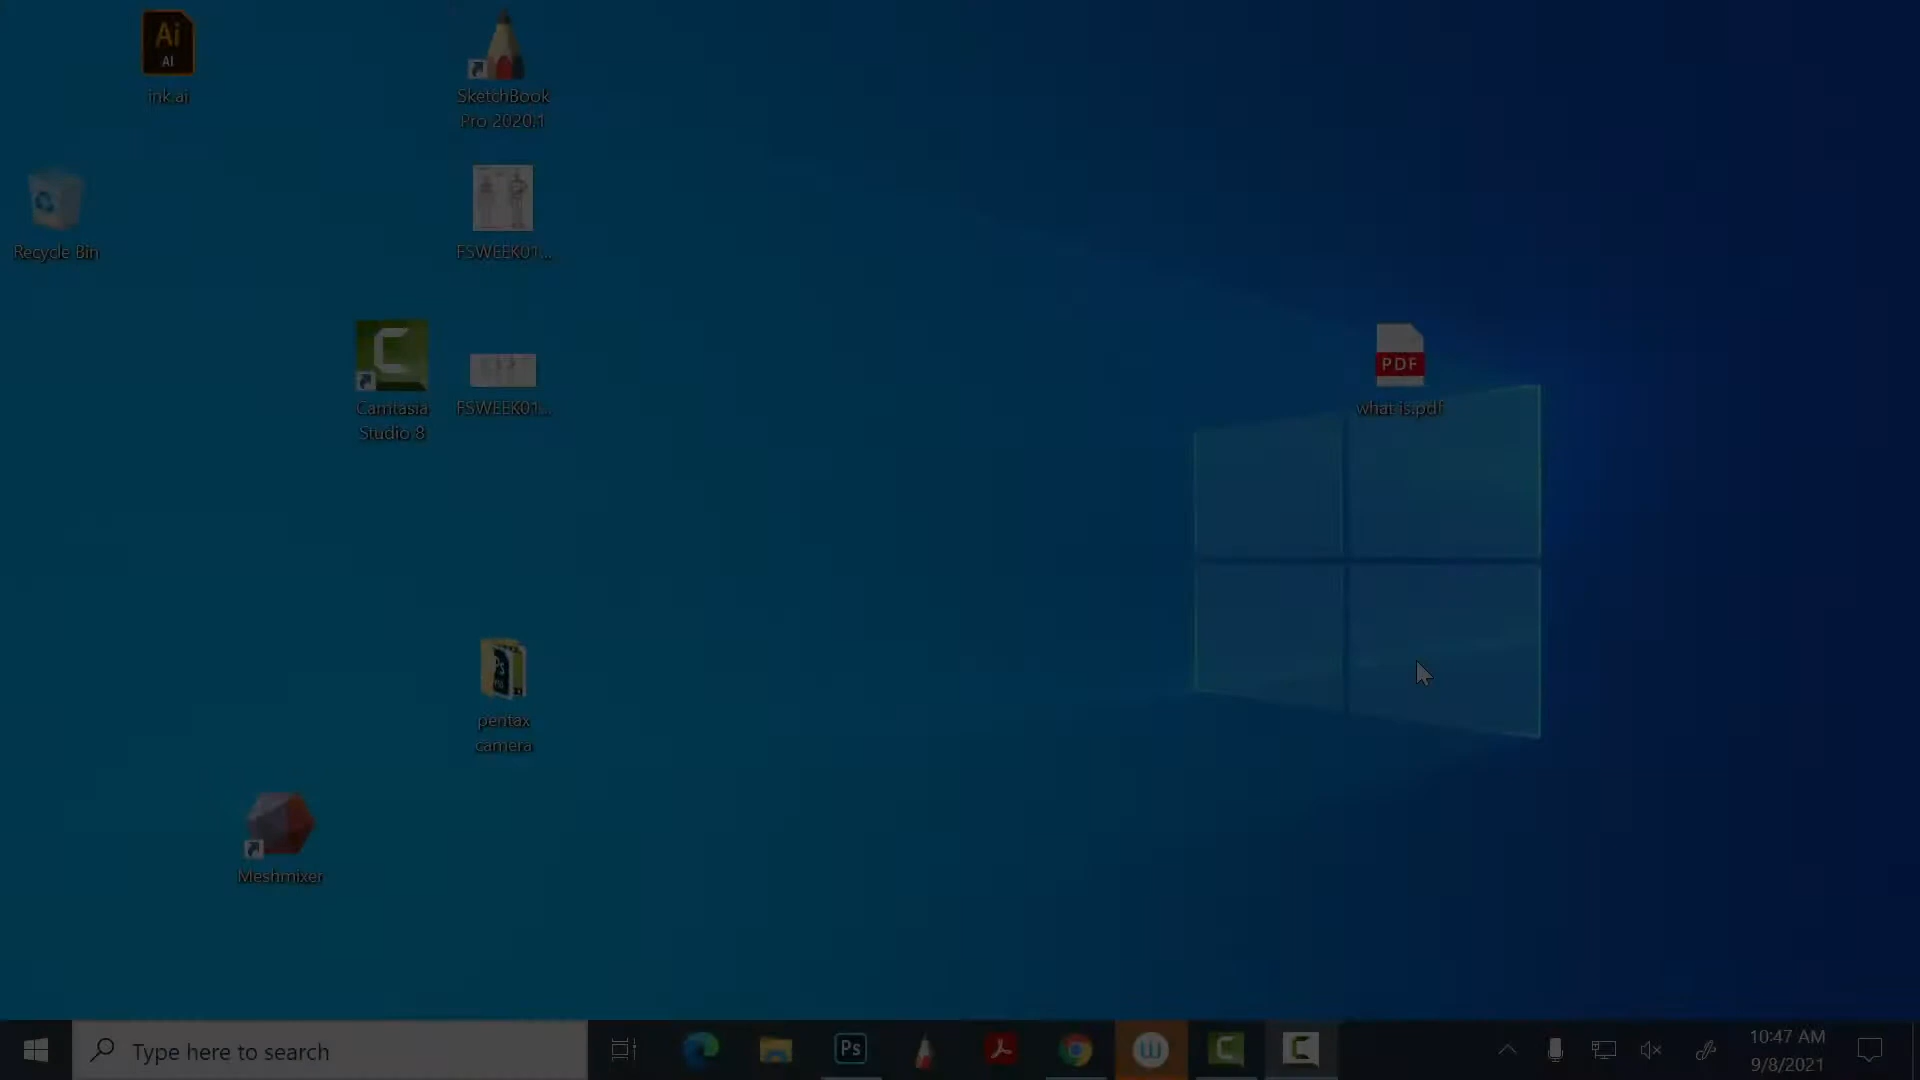 Ai
AI
ink.ai
SketchBook
Pro 2020.1
Recycle Bin
FSWEEK01...
Camtasia
Studio 8
FSWEEK01...
PDF
what is.pdf
Ps
pentax
camera
Meshmixer
Type here to search
Ps
10:47 AM
9/8/2021